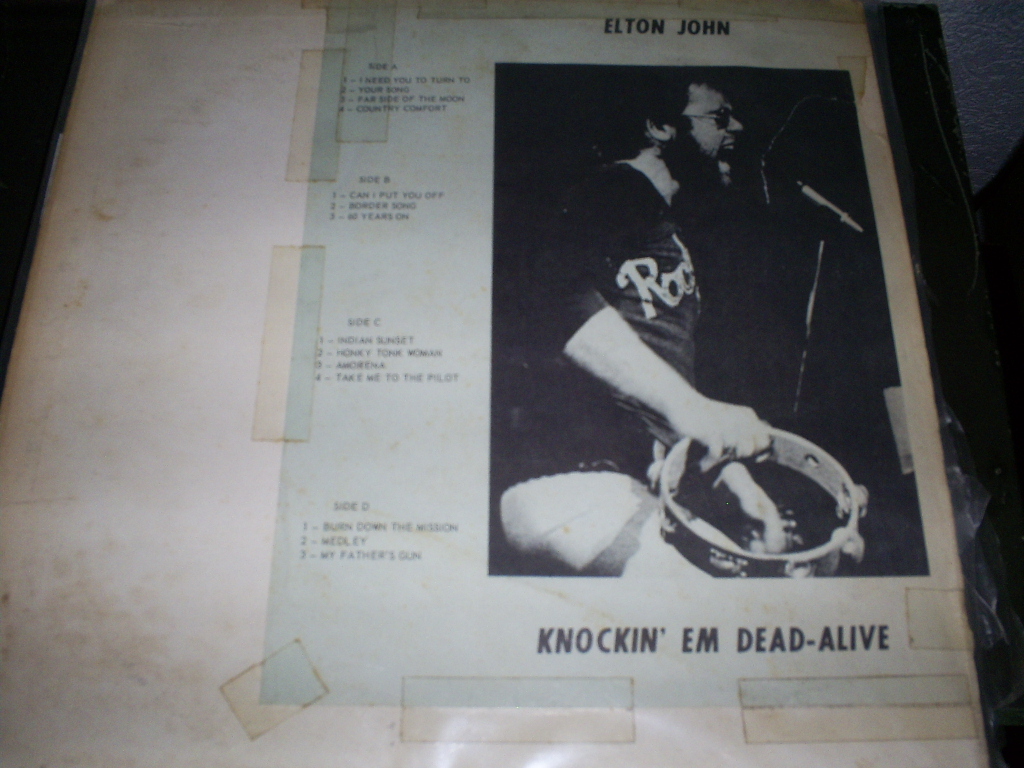 ELTON JOHN
SIDE A
1 - I NEED YOU TO TURN TO
2 - YOUR SONG
3 - FAR SIDE OF THE MOON
4 - COUNTRY COMFORT
SIDE B
1 - CAN I PUT YOU OFF
2 - BORDER SONG
3 - 60 YEARS ON
SIDE C
1 - INDIAN SUNSET
2 - HONKY TONK WOMAN
3 - AMORENA
4 - TAKE ME TO THE PILOT
SIDE D
1 - BURN DOWN THE MISSION
2 - MEDLEY
3 - MY FATHER'S GUN
Roc
KNOCKIN' EM DEAD-ALIVE